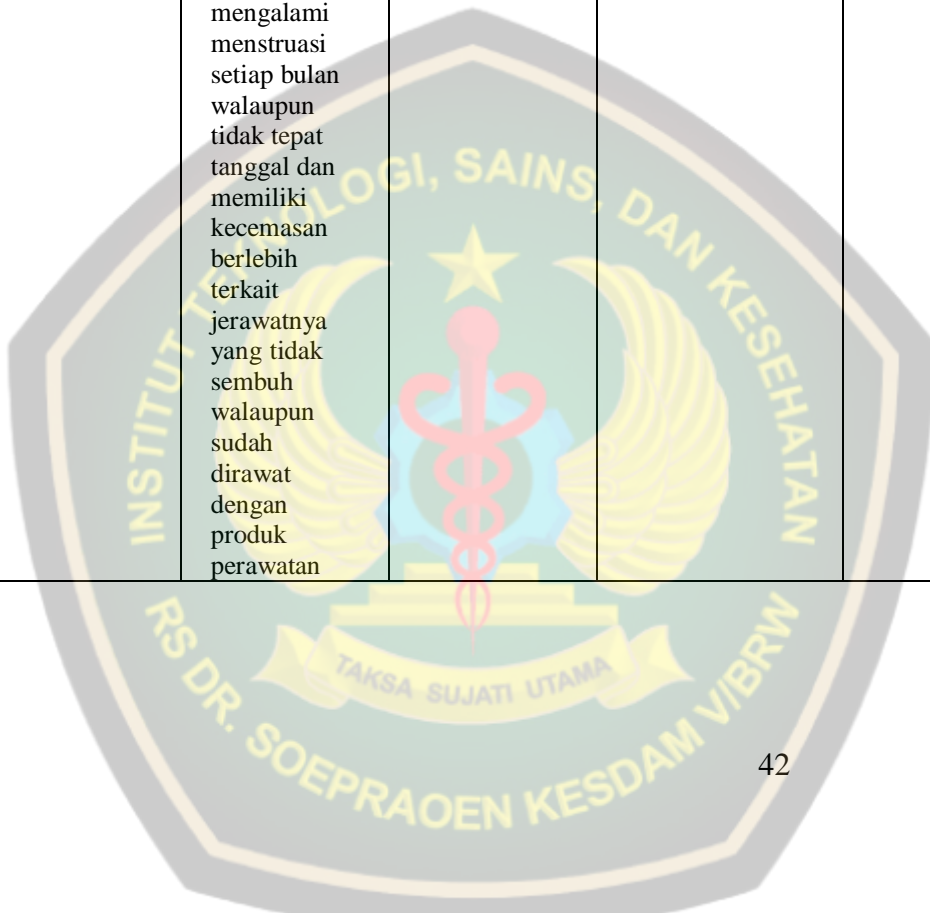 mengalami
menstruasi
setiap bulan
walaupun
tidak tepat
tanggal dan
memiliki
kecemasan
berlebih
terkait
jerawatnya
yang tidak
sembuh
walaupun
sudah
dirawat
dengan
produk
perawatan
INSTITUT TEKNOLOGI, SAINS, DAN KESEHATAN
TAKSA SUJATI UTAMA
RS DR. SOEPRAOEN KESDAM V/BRW
42